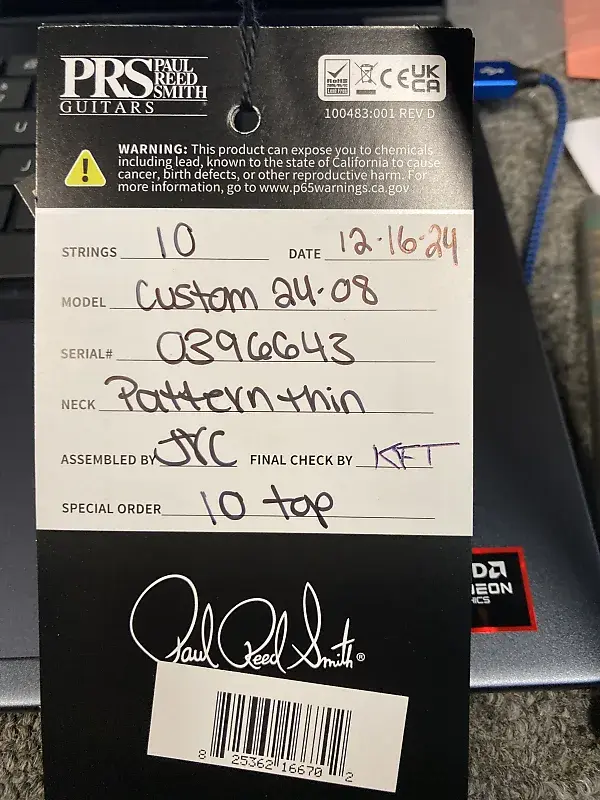 PRS PAUL REED SMITH
GUITARS
RoHS
CE UK CA
100483:001 REV D
WARNING: This product can expose you to chemicals
including lead, known to the state of California to cause
cancer, birth defects, or other reproductive harm. For
more information, go to www.p65warnings.ca.gov
STRINGS 10 DATE 12-16-24
MODEL Custom 24-08
SERIAL# 0396643
NECK Pattern thin
ASSEMBLED BY JYC FINAL CHECK BY KFT
SPECIAL ORDER 10 top
Paul Reed Smith®
8 25362 16670 2